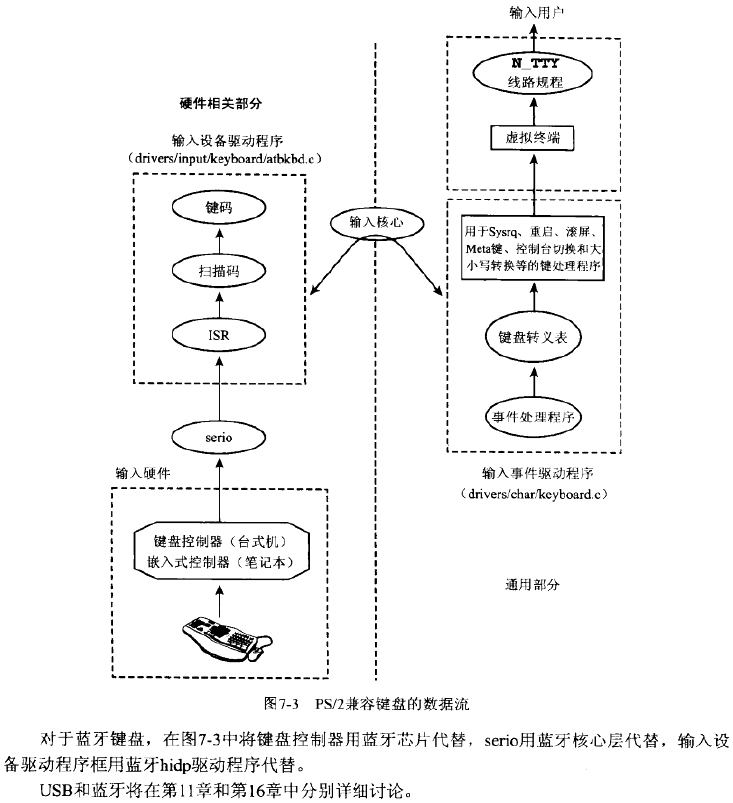 输入用户
N_TTY
线路规程
虚拟终端
硬件相关部分
输入设备驱动程序
(drivers/input/keyboard/atbkbd.c)
键码
扫描码
ISR
serio
输入硬件
键盘控制器(台式机)
嵌入式控制器(笔记本)
输入核心
用于Sysrq、重启、滚屏、
Meta键、控制台切换和大
小写转换等的键处理程序
键盘转义表
事件处理程序
输入事件驱动程序
(drivers/char/keyboard.c)
通用部分
图7-3 PS/2兼容键盘的数据流
对于蓝牙键盘,在图7-3中将键盘控制器用蓝牙芯片代替,serio用蓝牙核心层代替,输入设
备驱动程序框用蓝牙hidp驱动程序代替。
USB和蓝牙将在第11章和第16章中分别详细讨论。